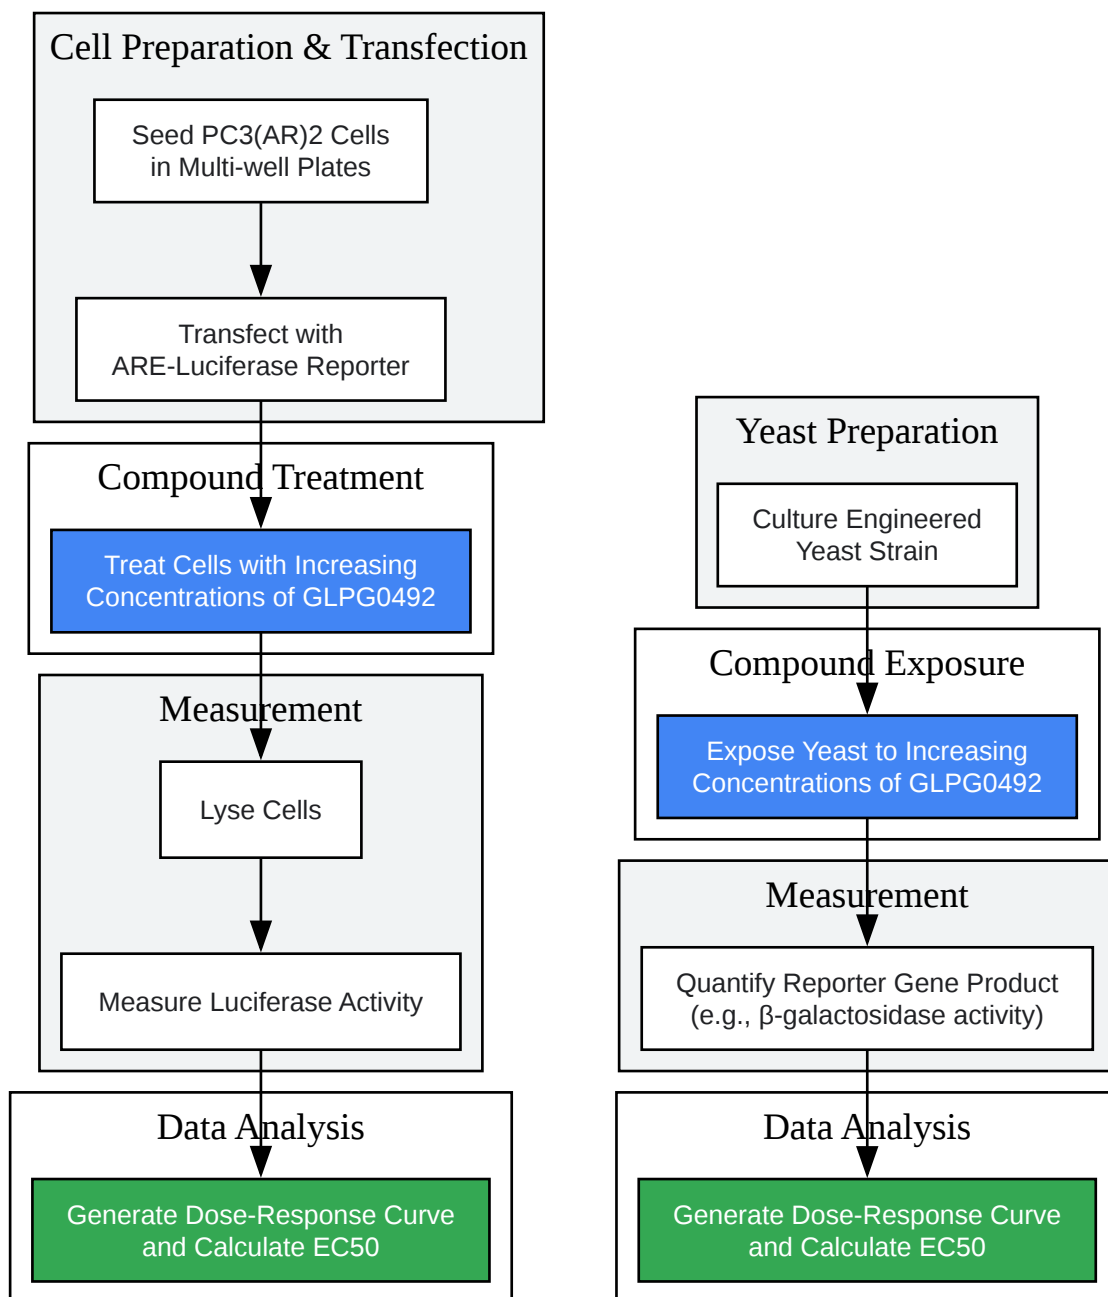 Cell Preparation & Transfection
Seed PC3(AR)2 Cells
in Multi-well Plates
Transfect with
ARE-Luciferase Reporter
Compound Treatment
Treat Cells with Increasing
Concentrations of GLPG0492
Measurement
Lyse Cells
Measure Luciferase Activity
Data Analysis
Generate Dose-Response Curve
and Calculate EC50
Yeast Preparation
Culture Engineered
Yeast Strain
Compound Exposure
Expose Yeast to Increasing
Concentrations of GLPG0492
Measurement
Quantify Reporter Gene Product
(e.g., β-galactosidase activity)
Data Analysis
Generate Dose-Response Curve
and Calculate EC50